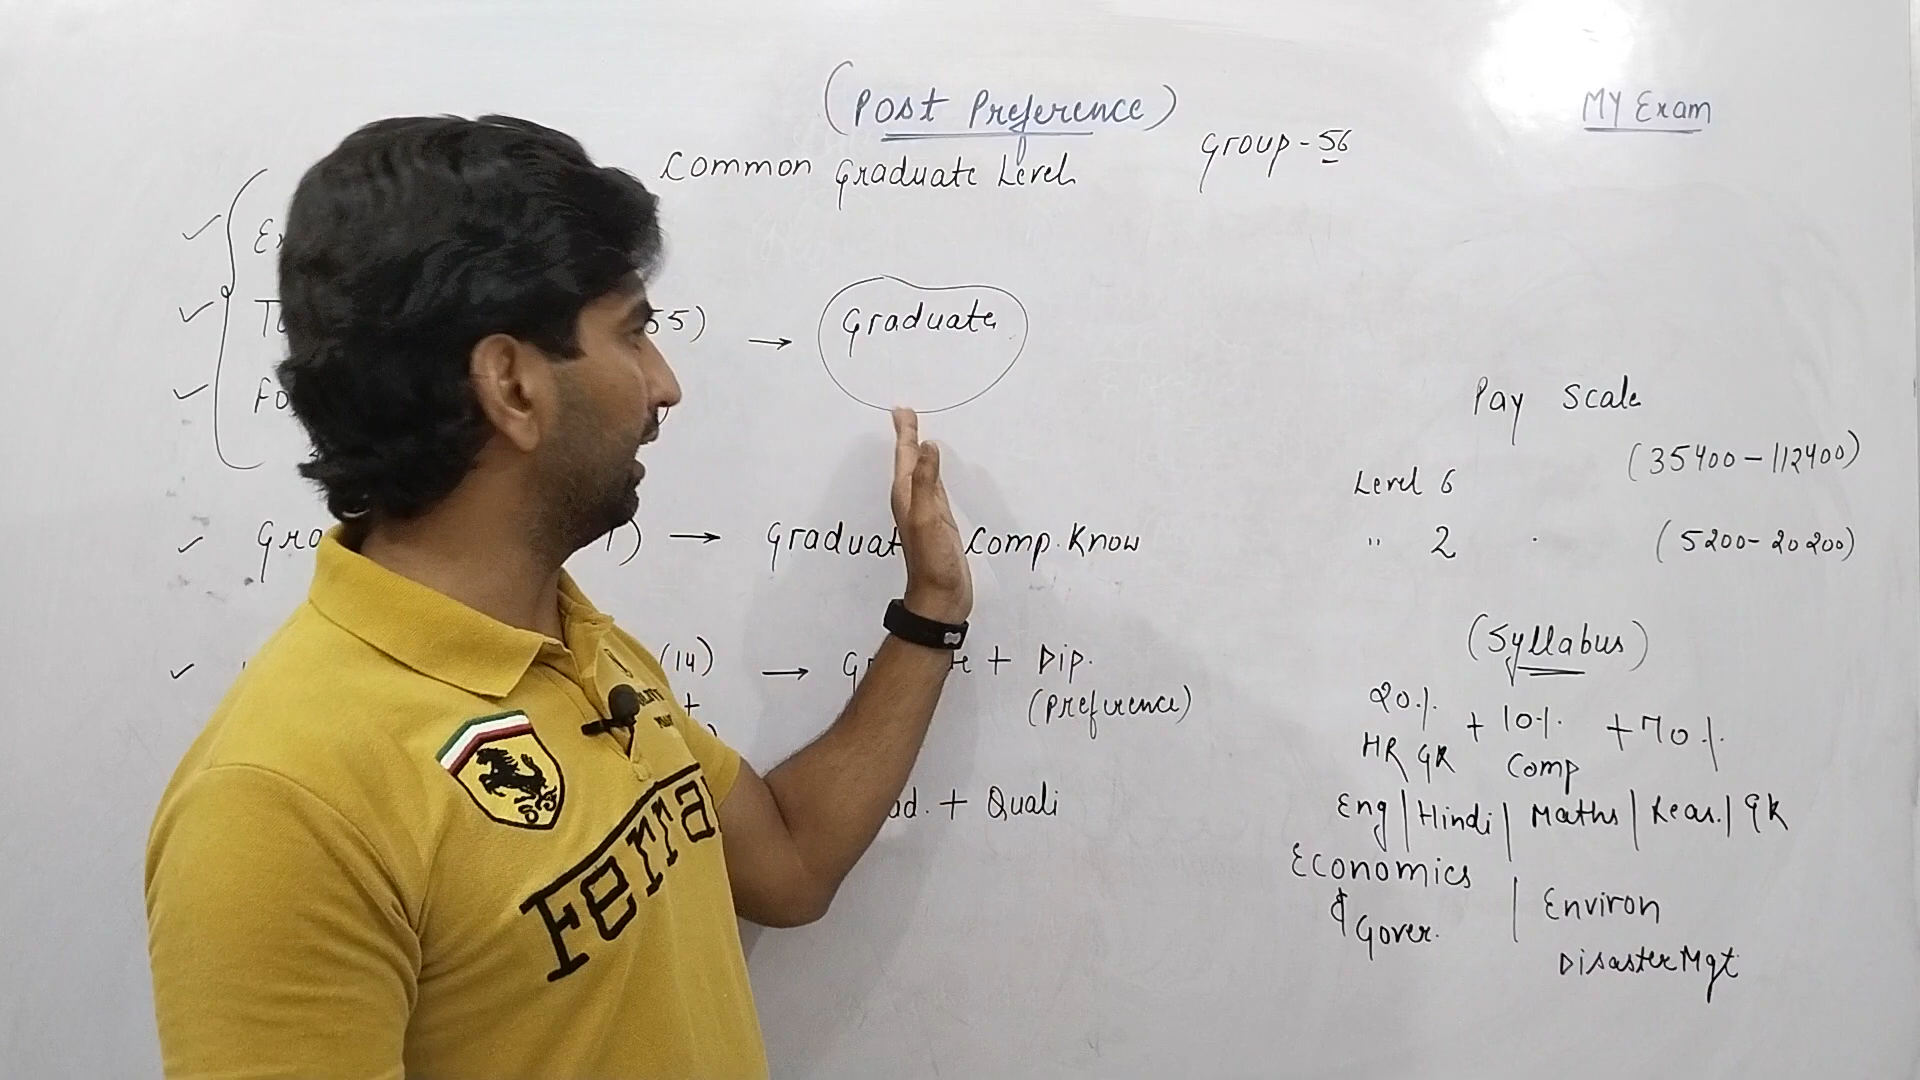 (Post Preference)
MY Exam
Group - 56
Common Graduate Level
55) → Graduate
Pay Scale
(35400 - 112400)
Level 6
" 2 (5200 - 20200)
→ Comp. Know
(14) → + Dip.
(Preference)
+
+ Quali
(Syllabus)
20% + 10% + 70%
HR GK Comp
Eng | Hindi | Maths | Reas. | GK
Economics & Gover. | Environ
Disaster Mgt
Ferra